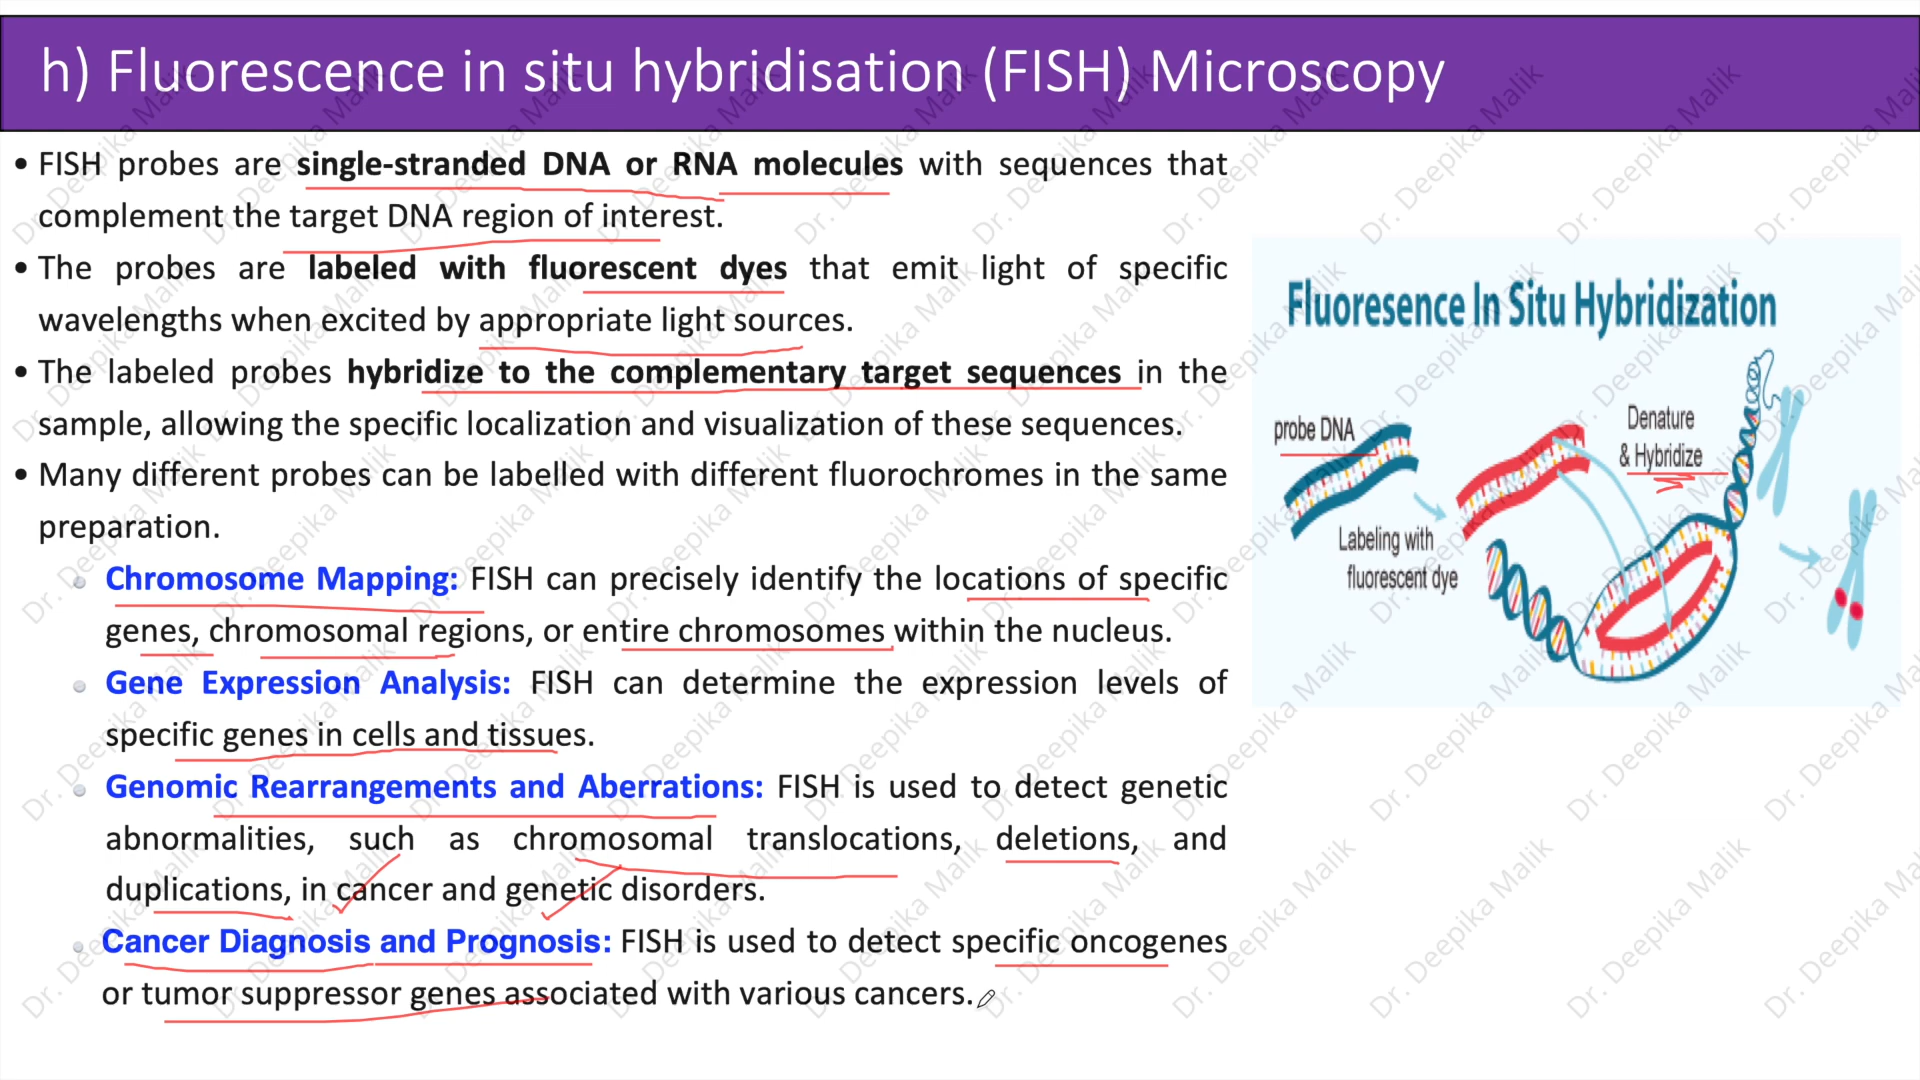 h) Fluorescence in situ hybridisation (FISH) Microscopy
• FISH probes are single-stranded DNA or RNA molecules with sequences that
complement the target DNA region of interest.
• The probes are labeled with fluorescent dyes that emit light of specific
wavelengths when excited by appropriate light sources.
• The labeled probes hybridize to the complementary target sequences in the
sample, allowing the specific localization and visualization of these sequences.
• Many different probes can be labelled with different fluorochromes in the same
preparation.
Chromosome Mapping: FISH can precisely identify the locations of specific
genes, chromosomal regions, or entire chromosomes within the nucleus.
Gene Expression Analysis: FISH can determine the expression levels of
specific genes in cells and tissues.
Genomic Rearrangements and Aberrations: FISH is used to detect genetic
abnormalities, such as chromosomal translocations, deletions, and
duplications, in cancer and genetic disorders.
Cancer Diagnosis and Prognosis: FISH is used to detect specific oncogenes
or tumor suppressor genes associated with various cancers.
Fluoresence In Situ Hybridization
probe DNA
Labeling with
fluorescent dye
Denature
& Hybridize
Dr. Deepika Malik